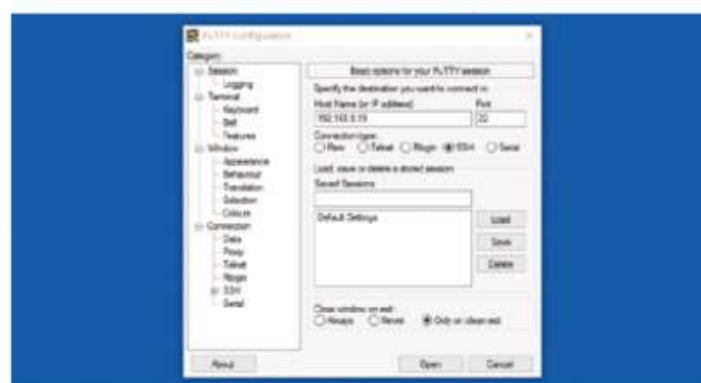 PuTTY Configuration
Category:
Session
Logging
Terminal
Keyboard
Bell
Features
Window
Appearance
Behaviour
Translation
Selection
Colours
Connection
Data
Proxy
Telnet
Rlogin
SSH
Serial
Basic options for your PuTTY session
Specify the destination you want to connect to
Host Name (or IP address) Port
22
Connection type:
Raw Telnet Rlogin SSH Serial
Load, save or delete a stored session
Saved Sessions
Default Settings
Load
Save
Delete
Close window on exit:
Always Never Only on clean exit
About Open Cancel